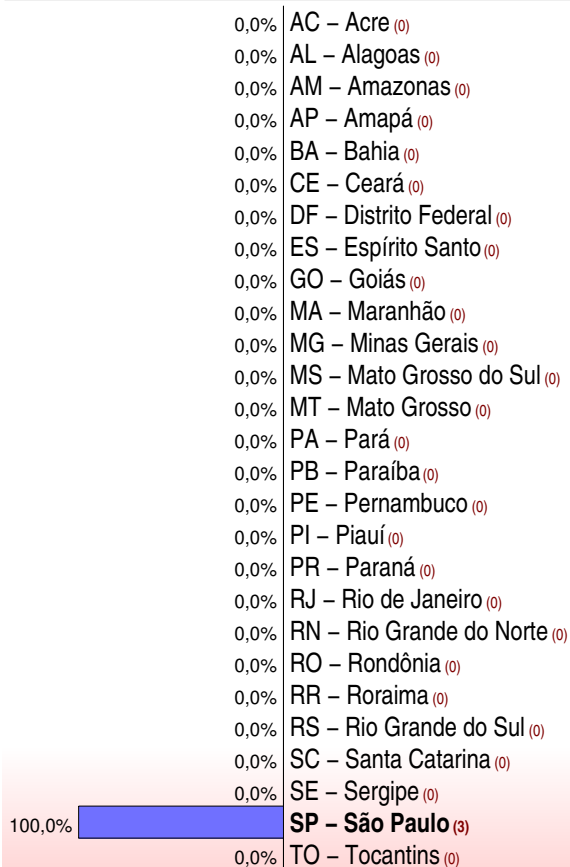 0,0% AC – Acre (0)
0,0% AL – Alagoas (0)
0,0% AM – Amazonas (0)
0,0% AP – Amapá (0)
0,0% BA – Bahia (0)
0,0% CE – Ceará (0)
0,0% DF – Distrito Federal (0)
0,0% ES – Espírito Santo (0)
0,0% GO – Goiás (0)
0,0% MA – Maranhão (0)
0,0% MG – Minas Gerais (0)
0,0% MS – Mato Grosso do Sul (0)
0,0% MT – Mato Grosso (0)
0,0% PA – Pará (0)
0,0% PB – Paraíba (0)
0,0% PE – Pernambuco (0)
0,0% PI – Piauí (0)
0,0% PR – Paraná (0)
0,0% RJ – Rio de Janeiro (0)
0,0% RN – Rio Grande do Norte (0)
0,0% RO – Rondônia (0)
0,0% RR – Roraima (0)
0,0% RS – Rio Grande do Sul (0)
0,0% SC – Santa Catarina (0)
0,0% SE – Sergipe (0)
100,0% SP – São Paulo (3)
0,0% TO – Tocantins (0)